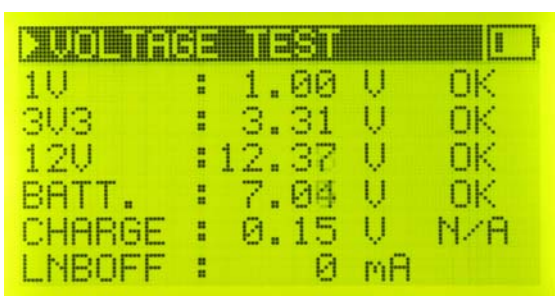 VOLTAGE TEST
1V : 1.00 V OK
3V3 : 3.31 V OK
12V : 12.37 V OK
BATT. : 7.04 V OK
CHARGE : 0.15 V N/A
LNBOFF : 0 mA